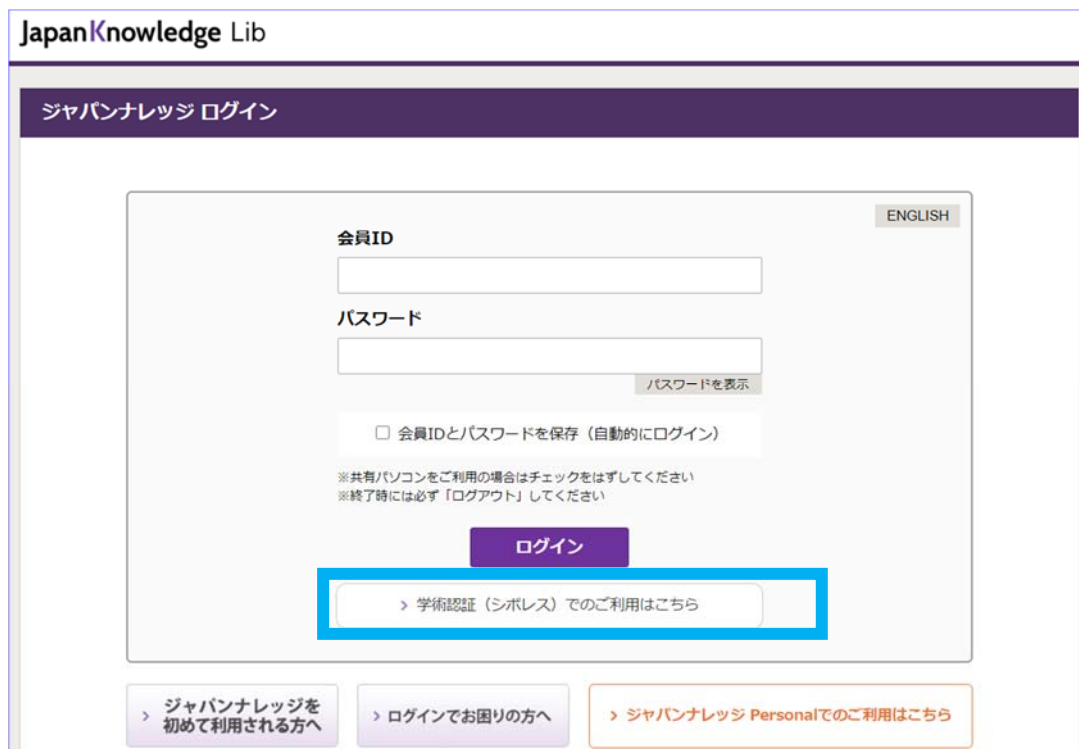 JapanKnowledge Lib
ジャパンナレッジ ログイン
ENGLISH
会員ID
パスワード
パスワードを表示
会員IDとパスワードを保存（自動的にログイン）
※共有パソコンをご利用の場合はチェックをはずしてください
※終了時には必ず「ログアウト」してください
ログイン
› 学術認証（シボレス）でのご利用はこちら
› ジャパンナレッジを
初めて利用される方へ
› ログインでお困りの方へ
› ジャパンナレッジ Personalでのご利用はこちら